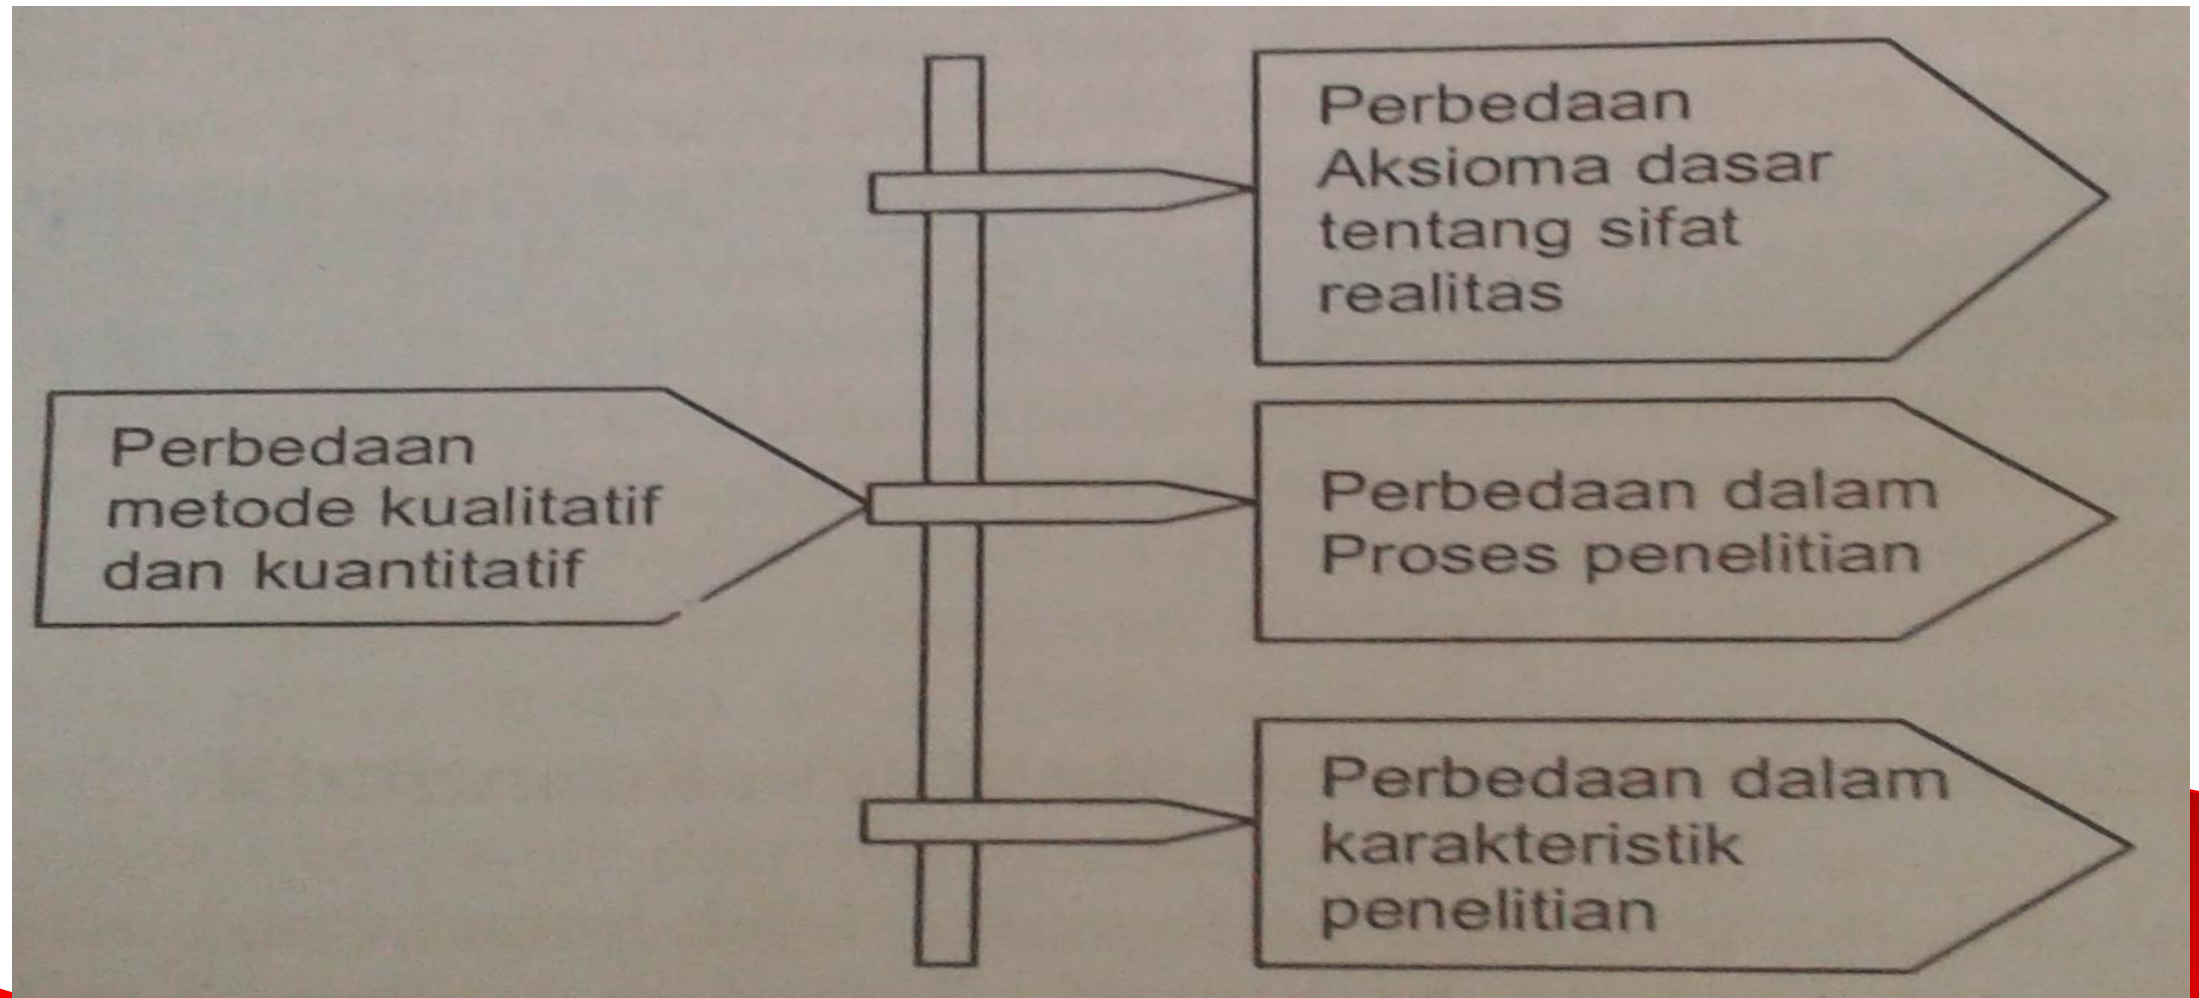 Perbedaan
metode kualitatif
dan kuantitatif
Perbedaan
Aksioma dasar
tentang sifat
realitas
Perbedaan dalam
Proses penelitian
Perbedaan dalam
karakteristik
penelitian